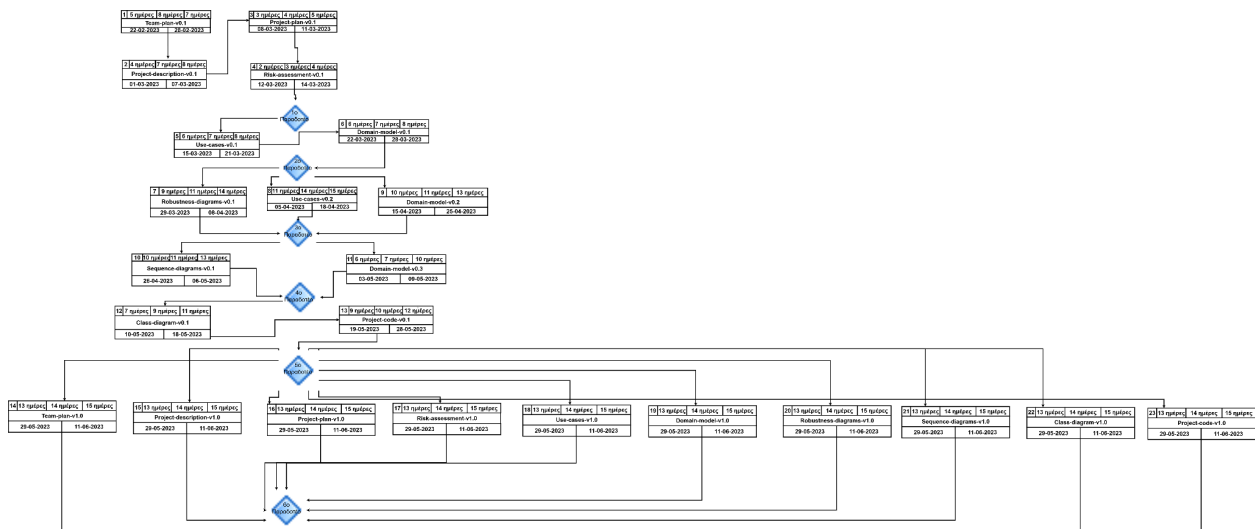 1 5 ημέρες 6 ημέρες 7 ημέρες
Team-plan-v0.1
22-02-2023 28-02-2023
3 3 ημέρες 4 ημέρες 5 ημέρες
Project-plan-v0.1
08-03-2023 11-03-2023
2 4 ημέρες 7 ημέρες 8 ημέρες
Project-description-v0.1
01-03-2023 07-03-2023
4 2 ημέρες 3 ημέρες 4 ημέρες
Risk-assessment-v0.1
12-03-2023 14-03-2023
1ο
Παραδοτέο
5 6 ημέρες 7 ημέρες 9 ημέρες
Use-cases-v0.1
15-03-2023 21-03-2023
6 6 ημέρες 7 ημέρες 8 ημέρες
Domain-model-v0.1
22-03-2023 28-03-2023
2ο
Παραδοτέο
7 9 ημέρες 11 ημέρες 14 ημέρες
Robustness-diagrams-v0.1
29-03-2023 08-04-2023
8 11 ημέρες 14 ημέρες 15 ημέρες
Use-cases-v0.2
05-04-2023 18-04-2023
9 10 ημέρες 11 ημέρες 13 ημέρες
Domain-model-v0.2
15-04-2023 25-04-2023
3ο
Παραδοτέο
10 10 ημέρες 11 ημέρες 13 ημέρες
Sequence-diagrams-v0.1
26-04-2023 06-05-2023
11 6 ημέρες 7 ημέρες 10 ημέρες
Domain-model-v0.3
03-05-2023 09-05-2023
4ο
Παραδοτέο
12 7 ημέρες 9 ημέρες 11 ημέρες
Class-diagram-v0.1
10-05-2023 18-05-2023
13 9 ημέρες 10 ημέρες 12 ημέρες
Project-code-v0.1
19-05-2023 28-05-2023
5ο
Παραδοτέο
14 13 ημέρες 14 ημέρες 15 ημέρες
Team-plan-v1.0
29-05-2023 11-06-2023
15 13 ημέρες 14 ημέρες 15 ημέρες
Project-description-v1.0
29-05-2023 11-06-2023
16 13 ημέρες 14 ημέρες 15 ημέρες
Project-plan-v1.0
29-05-2023 11-06-2023
17 13 ημέρες 14 ημέρες 15 ημέρες
Risk-assessment-v1.0
29-05-2023 11-06-2023
18 13 ημέρες 14 ημέρες 15 ημέρες
Use-cases-v1.0
29-05-2023 11-06-2023
19 13 ημέρες 14 ημέρες 15 ημέρες
Domain-model-v1.0
29-05-2023 11-06-2023
20 13 ημέρες 14 ημέρες 15 ημέρες
Robustness-diagrams-v1.0
29-05-2023 11-06-2023
21 13 ημέρες 14 ημέρες 15 ημέρες
Sequence-diagrams-v1.0
29-05-2023 11-06-2023
22 13 ημέρες 14 ημέρες 15 ημέρες
Class-diagram-v1.0
29-05-2023 11-06-2023
23 13 ημέρες 14 ημέρες 15 ημέρες
Project-code-v1.0
29-05-2023 11-06-2023
6ο
Παραδοτέο